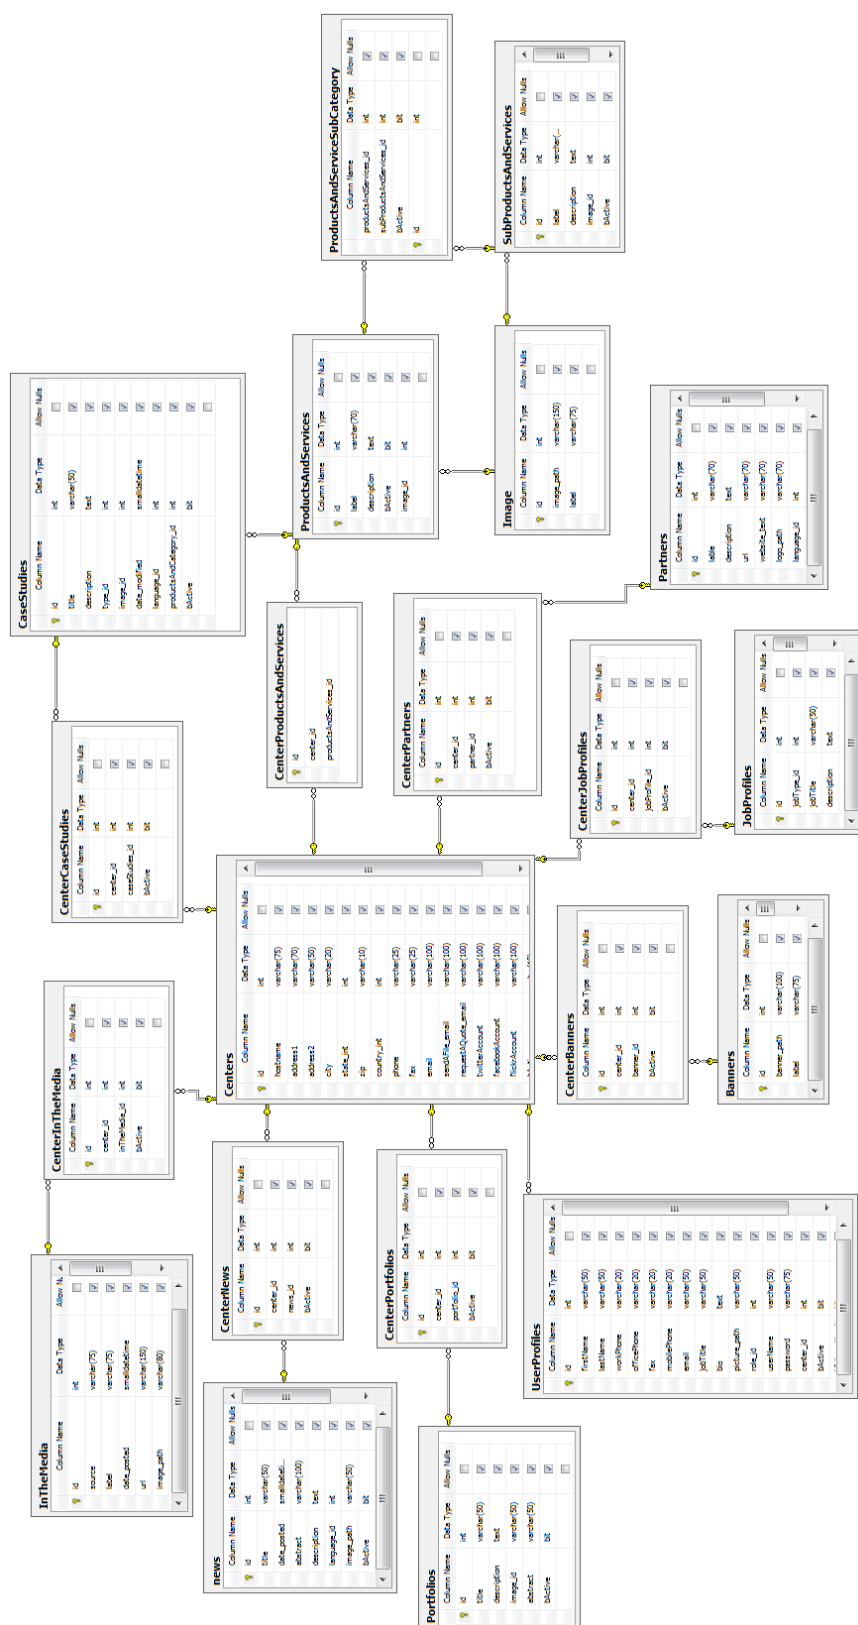 InTheMedia
Column Name Data Type Allow N
id int
source varchar(75)
label varchar(75)
date_posted smalldatetime
url varchar(150)
image_path varchar(80)
CenterInTheMedia
Column Name Data Type Allow Nulls
id int
center_id int
inTheMedia_id int
bActive bit
CenterCaseStudies
Column Name Data Type Allow Nulls
id int
center_id int
caseStudies_id int
bActive bit
CaseStudies
Column Name Data Type Allow Nulls
id int
title varchar(50)
description text
type_id int
image_id int
date_modified smalldatetime
language_id int
productsAndCategory_id int
bActive bit
news
Column Name Data Type Allow Nulls
id int
title varchar(50)
date_posted smalldateti...
abstract varchar(100)
description text
language_id int
image_path varchar(50)
bActive bit
CenterNews
Column Name Data Type Allow Nulls
id int
center_id int
news_id int
bActive bit
Centers
Column Name Data Type Allow Nulls
id int
hostname varchar(75)
address1 varchar(70)
address2 varchar(50)
city varchar(20)
state_int int
zip varchar(10)
country_int int
phone varchar(25)
fax varchar(25)
email varchar(100)
sendAFile_email varchar(100)
requestAQuote_email varchar(100)
twitterAccount varchar(100)
facebookAccount varchar(100)
flickrAccount varchar(100)
CenterProductsAndServices
id
center_id
productsAndServices_id
ProductsAndServices
Column Name Data Type Allow Nulls
id int
label varchar(70)
description text
bActive bit
image_id int
ProductsAndServiceSubCategory
Column Name Data Type Allow Nulls
productsAndServices_id int
subProductsAndServices_id int
bActive bit
id int
Portfolios
Column Name Data Type Allow Nulls
id int
title varchar(50)
description text
image_id varchar(50)
abstract varchar(50)
bActive bit
CenterPortfolios
Column Name Data Type Allow Nulls
id int
center_id int
portfolio_id int
bActive bit
CenterPartners
Column Name Data Type Allow Nulls
id int
center_id int
partner_id int
bActive bit
Image
Column Name Data Type Allow Nulls
id int
image_path varchar(150)
label varchar(75)
SubProductsAndServices
Column Name Data Type Allow Nulls
id int
label varchar(...
description text
image_id int
bActive bit
UserProfiles
Column Name Data Type Allow Nulls
id int
firstName varchar(50)
lastName varchar(50)
workPhone varchar(20)
officePhone varchar(20)
fax varchar(20)
mobilePhone varchar(20)
email varchar(50)
jobTitle varchar(50)
bio text
picture_path varchar(50)
role_id int
userName varchar(50)
password varchar(75)
center_id int
bActive bit
CenterBanners
Column Name Data Type Allow Nulls
id int
center_id int
banner_id int
bActive bit
Banners
Column Name Data Type Allow Nulls
id int
banner_path varchar(100)
label varchar(75)
CenterJobProfiles
Column Name Data Type Allow Nulls
id int
center_id int
jobProfile_id int
bActive bit
JobProfiles
Column Name Data Type Allow Nulls
id int
jobType_id int
jobTitle varchar(50)
description text
Partners
Column Name Data Type Allow Nulls
id int
lable varchar(70)
description text
url varchar(70)
website_text varchar(70)
logo_path varchar(70)
language_id int